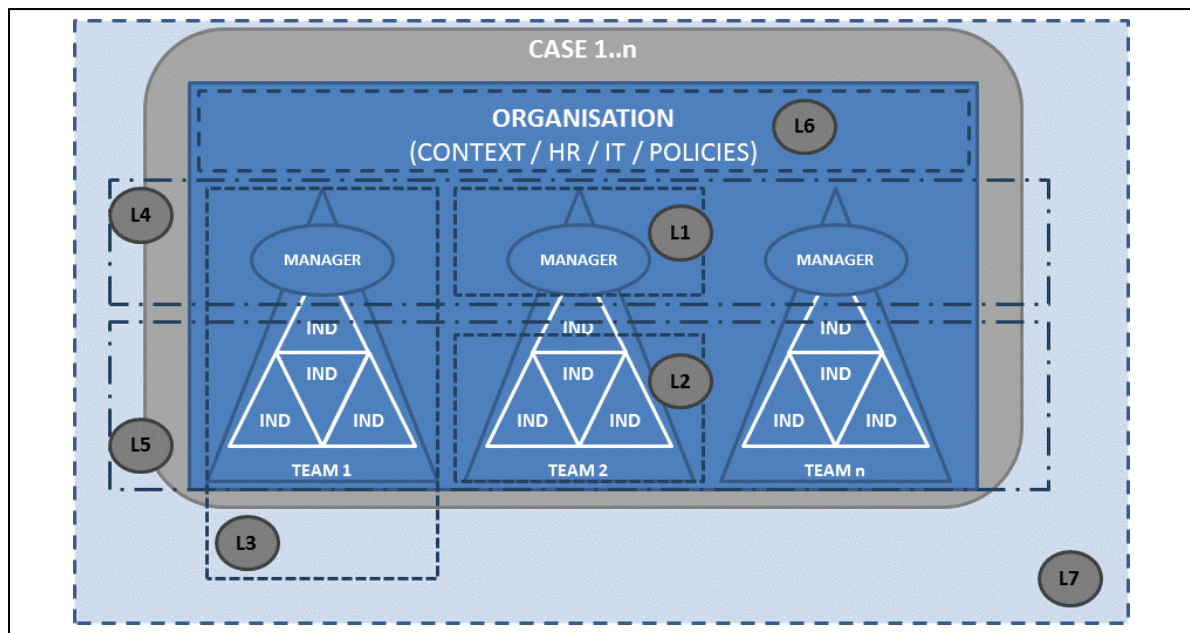 CASE 1..n
ORGANISATION
L6
(CONTEXT / HR / IT / POLICIES)
L4
L1
MANAGER
MANAGER
MANAGER
IND
IND
IND
IND
IND
IND
L2
IND
IND
IND
IND
IND
IND
L5
TEAM 1
TEAM 2
TEAM n
L3
L7